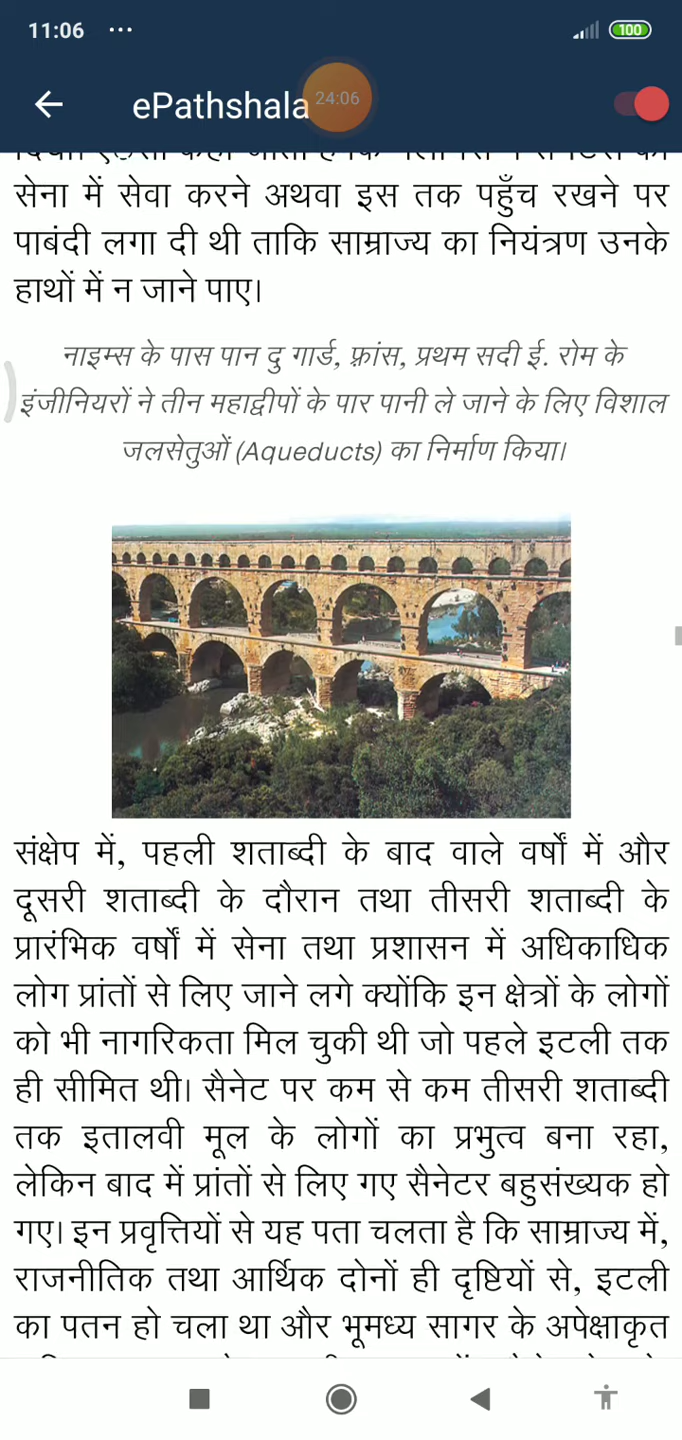 11:06 ...
100
ePathshala
24:06
सेना में सेवा करने अथवा इस तक पहुँच रखने पर
पाबंदी लगा दी थी ताकि साम्राज्य का नियंत्रण उनके
हाथों में न जाने पाए।
नाइम्स के पास पान दु गार्ड, फ़्रांस, प्रथम सदी ई. रोम के
इंजीनियरों ने तीन महाद्वीपों के पार पानी ले जाने के लिए विशाल
जलसेतुओं (Aqueducts) का निर्माण किया।
संक्षेप में, पहली शताब्दी के बाद वाले वर्षों में और
दूसरी शताब्दी के दौरान तथा तीसरी शताब्दी के
प्रारंभिक वर्षों में सेना तथा प्रशासन में अधिकाधिक
लोग प्रांतों से लिए जाने लगे क्योंकि इन क्षेत्रों के लोगों
को भी नागरिकता मिल चुकी थी जो पहले इटली तक
ही सीमित थी। सैनेट पर कम से कम तीसरी शताब्दी
तक इतालवी मूल के लोगों का प्रभुत्व बना रहा,
लेकिन बाद में प्रांतों से लिए गए सैनेटर बहुसंख्यक हो
गए। इन प्रवृत्तियों से यह पता चलता है कि साम्राज्य में,
राजनीतिक तथा आर्थिक दोनों ही दृष्टियों से, इटली
का पतन हो चला था और भूमध्य सागर के अपेक्षाकृत